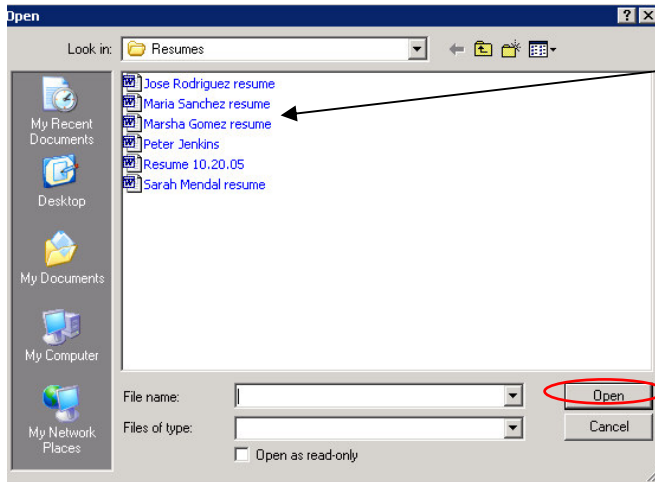 Open
Look in: Resumes
Jose Rodriguez resume
Maria Sanchez resume
Marsha Gomez resume
Peter Jenkins
Resume 10.20.05
Sarah Mendal resume
My Recent
Documents
Desktop
My Documents
My Computer
My Network
Places
File name:
Open
Files of type:
Cancel
Open as read-only